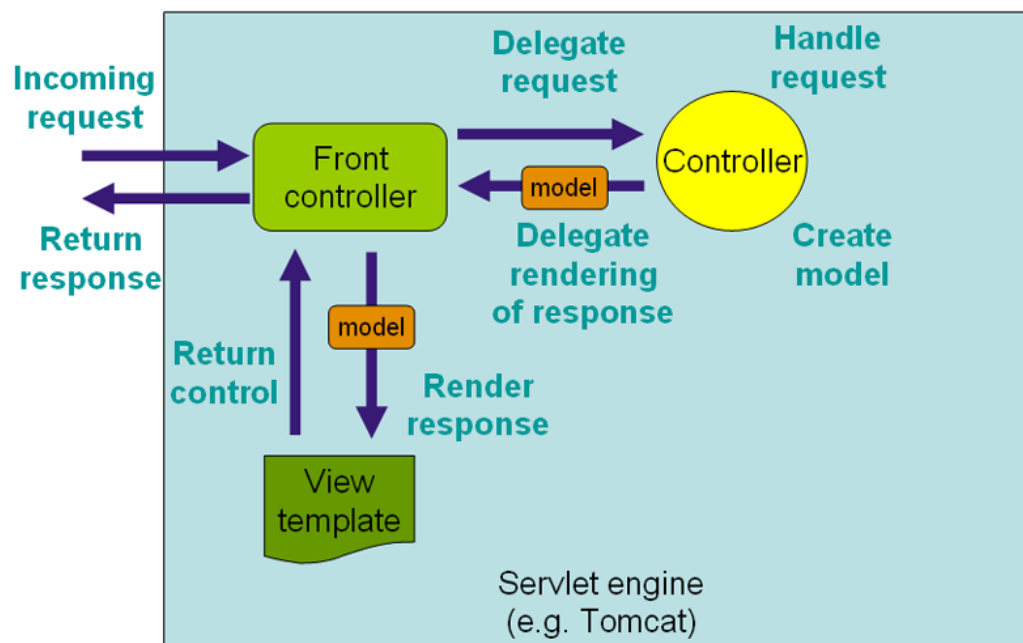 Incoming
request
Return
response
Front
controller
Delegate
request
Handle
request
Controller
model
Delegate
rendering
of response
Create
model
Return
control
model
Render
response
View
template
Servlet engine
(e.g. Tomcat)